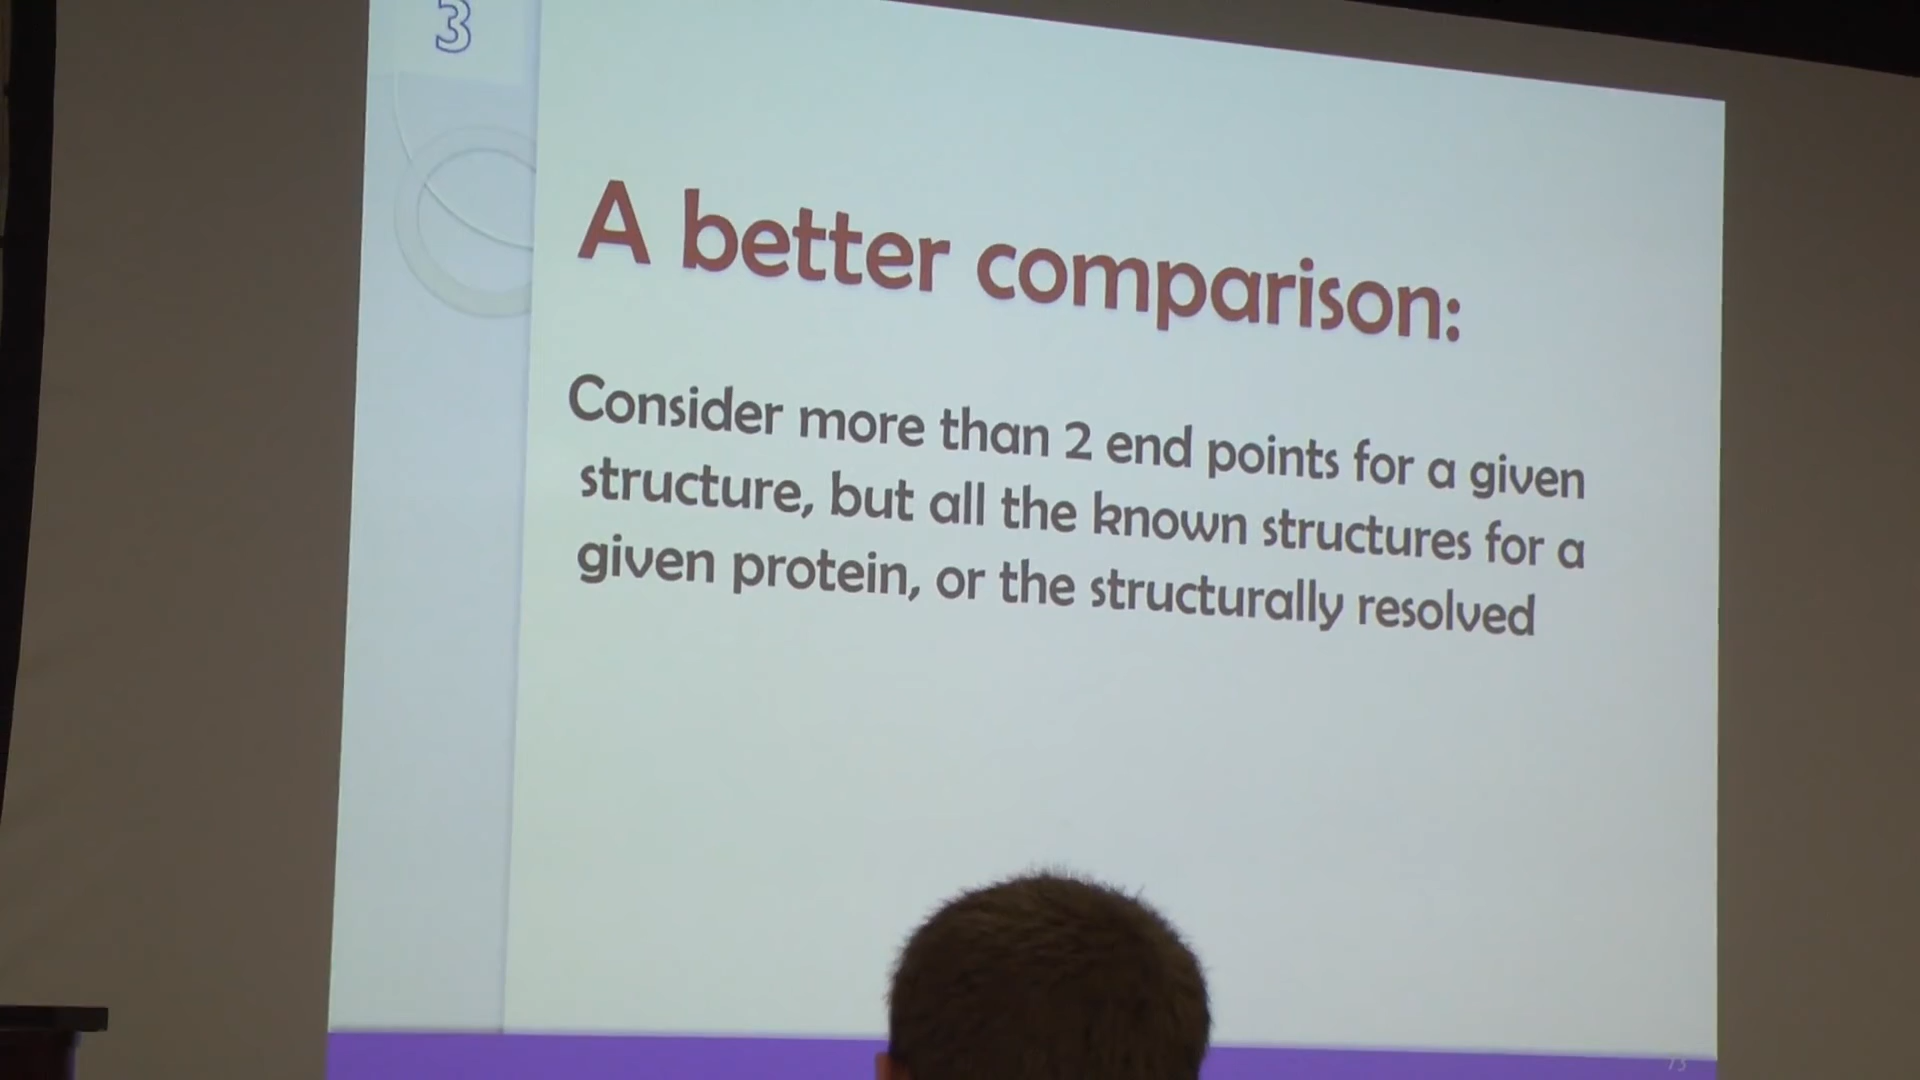 3
A better comparison:
Consider more than 2 end points for a given
structure, but all the known structures for a
given protein, or the structurally resolved